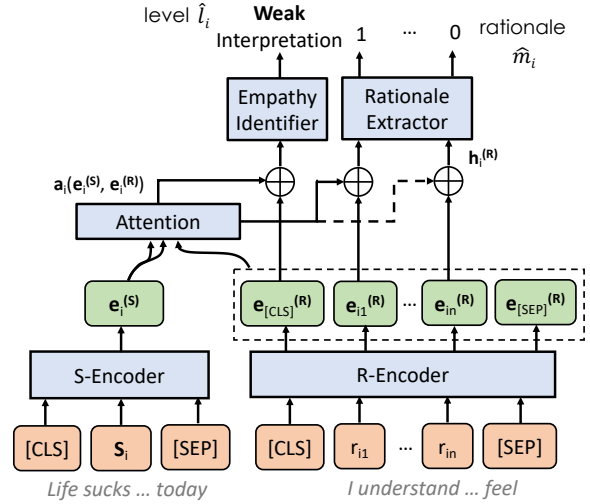 level l̂ᵢ Weak 1 ... 0 rationale
Interpretation m̂ᵢ
Empathy Identifier
Rationale Extractor
hᵢ⁽ᴿ⁾
aᵢ(eᵢ⁽ˢ⁾, eᵢ⁽ᴿ⁾)
Attention
eᵢ⁽ˢ⁾ e[CLS]⁽ᴿ⁾ eᵢ₁⁽ᴿ⁾ ... eᵢₙ⁽ᴿ⁾ e[SEP]⁽ᴿ⁾
S-Encoder R-Encoder
[CLS] Sᵢ [SEP] [CLS] rᵢ₁ ... rᵢₙ [SEP]
Life sucks ... today I understand ... feel